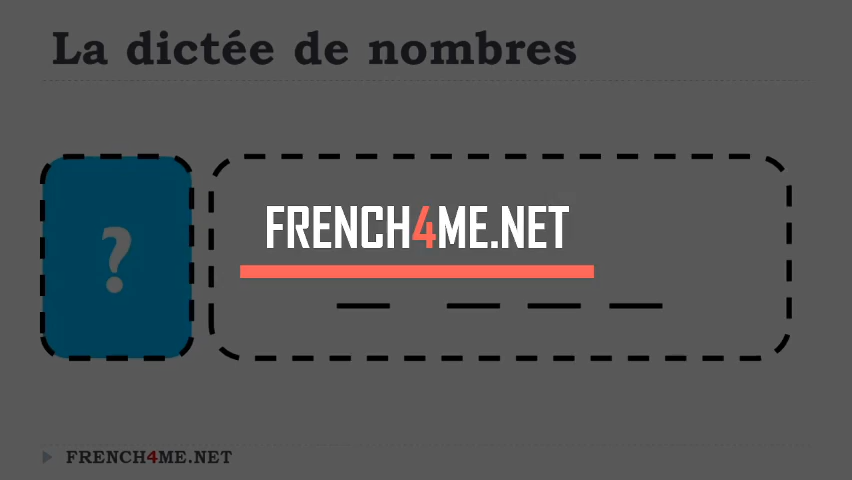 La dictée de nombres
?
FRENCH4ME.NET
FRENCH4ME.NET